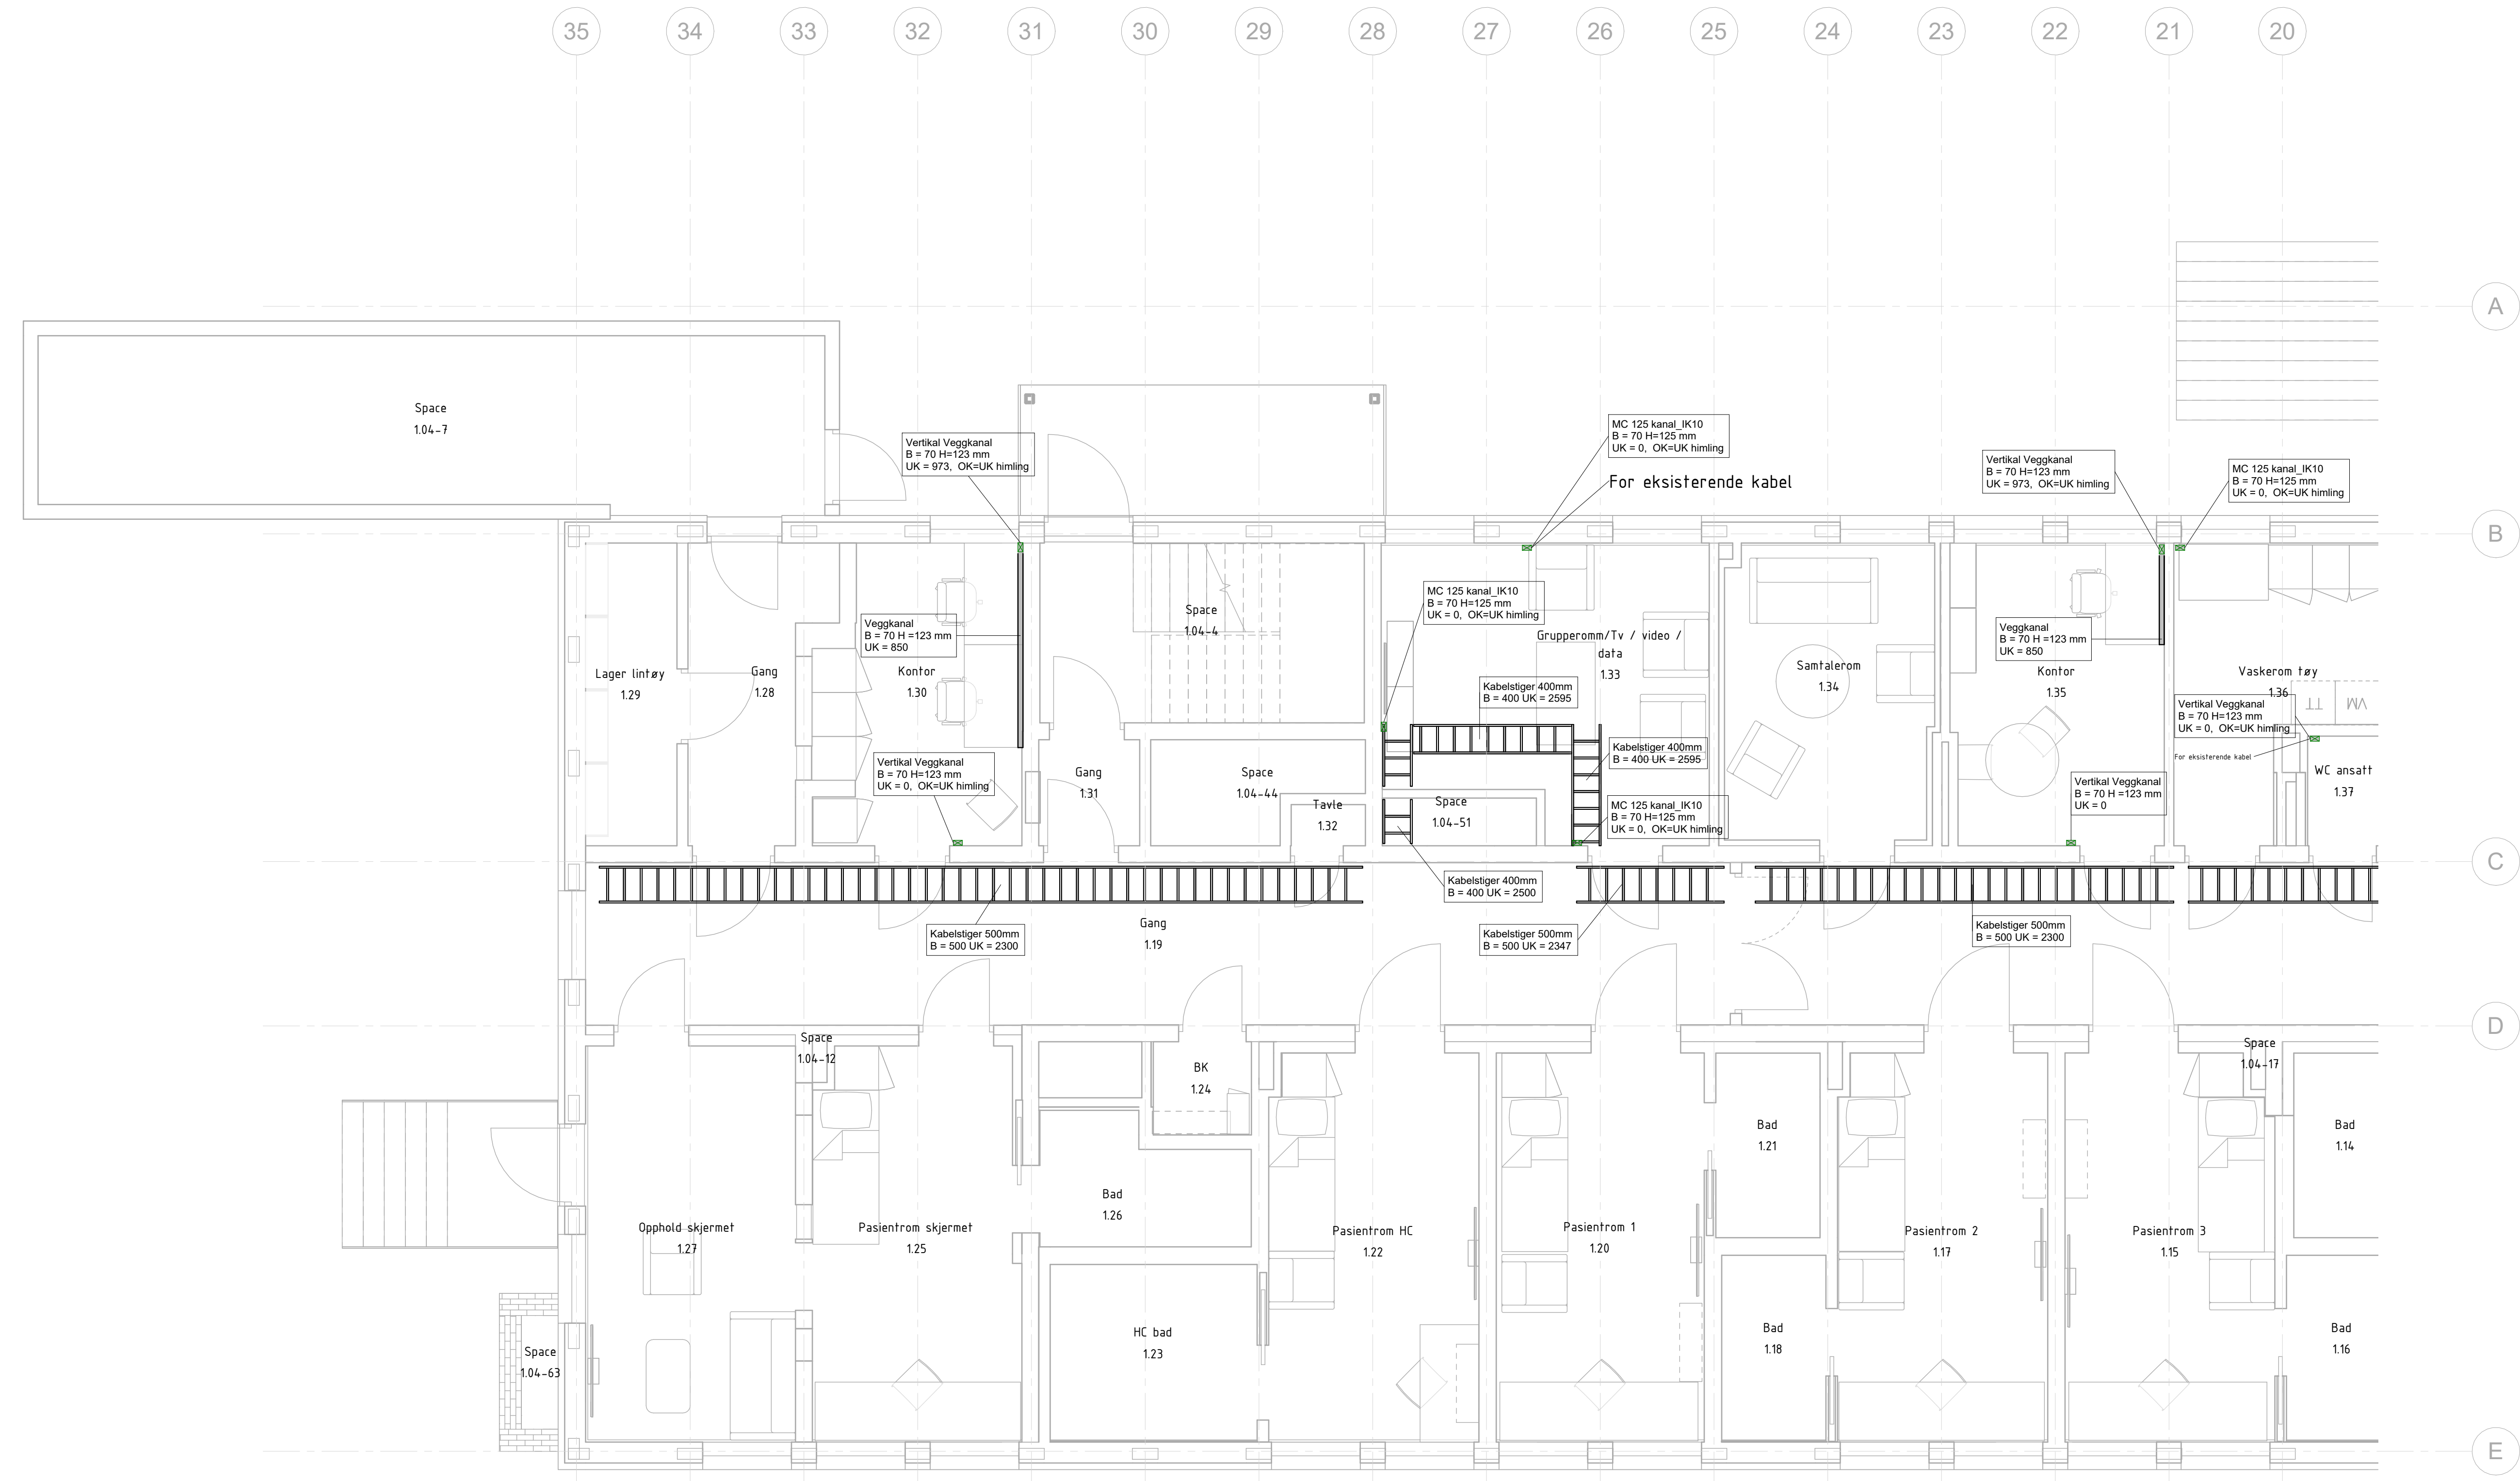 35
34
33
32
31
30
29
28
27
26
25
24
23
22
21
20
A
Space
1.04-7
Vertikal Veggkanal
B = 70 H=123 mm
UK = 973,  OK=UK himling
MC 125 kanal_IK10
B = 70 H=125 mm
UK = 0,  OK=UK himling
For eksisterende kabel
Vertikal Veggkanal
B = 70 H=123 mm
UK = 973,  OK=UK himling
MC 125 kanal_IK10
B = 70 H=125 mm
UK = 0,  OK=UK himling
B
Veggkanal
B = 70 H =123 mm
UK = 850
Space
1.04-4
MC 125 kanal_IK10
B = 70 H=125 mm
UK = 0,  OK=UK himling
Grupperomm/Tv / video /
data
1.33
Veggkanal
B = 70 H =123 mm
UK = 850
Lager lintøy
1.29
Gang
1.28
Kontor
1.30
Samtalerom
1.34
Kontor
1.35
Vaskerom tøy
1.36
TT
VM
Kabelstiger 400mm
B = 400 UK = 2595
Vertikal Veggkanal
B = 70 H=123 mm
UK = 0,  OK=UK himling
For eksisterende kabel
Kabelstiger 400mm
B = 400 UK = 2595
Vertikal Veggkanal
B = 70 H=123 mm
UK = 0,  OK=UK himling
Gang
1.31
Space
1.04-44
Tavle
1.32
Space
1.04-51
MC 125 kanal_IK10
B = 70 H=125 mm
UK = 0,  OK=UK himling
Vertikal Veggkanal
B = 70 H =123 mm
UK = 0
WC ansatt
1.37
C
Kabelstiger 400mm
B = 400 UK = 2500
Kabelstiger 500mm
B = 500 UK = 2300
Gang
1.19
Kabelstiger 500mm
B = 500 UK = 2347
Kabelstiger 500mm
B = 500 UK = 2300
D
Space
1.04-12
BK
1.24
Space
1.04-17
Bad
1.21
Bad
1.14
Bad
1.26
Opphold skjermet
1.27
Pasientrom skjermet
1.25
Pasientrom HC
1.22
Pasientrom 1
1.20
Pasientrom 2
1.17
Pasientrom 3
1.15
Space
1.04-63
HC bad
1.23
Bad
1.18
Bad
1.16
E